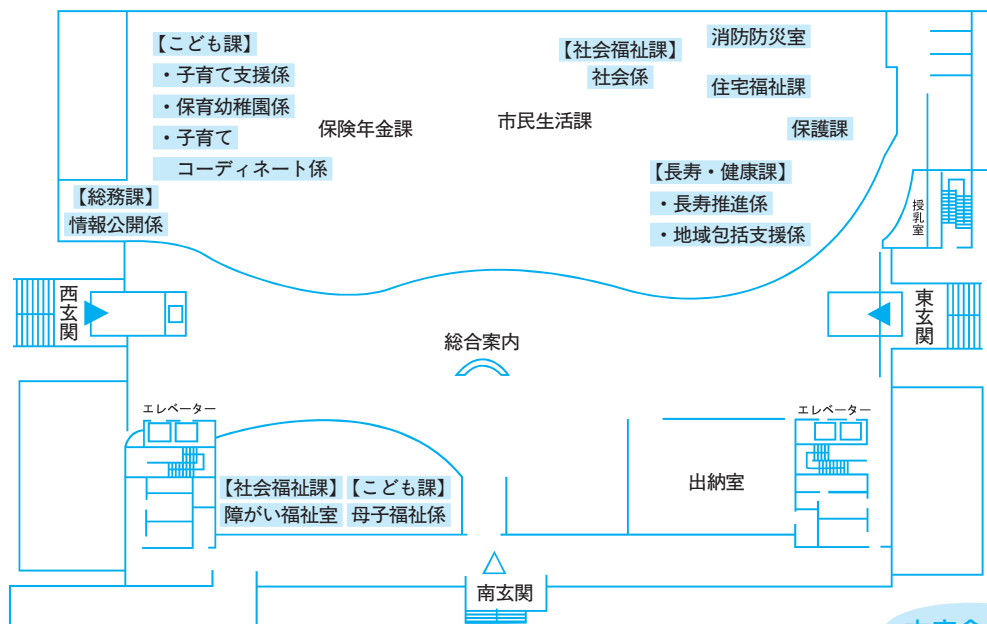 【こども課】
・子育て支援係
・保育幼稚園係
・子育て
コーディネート係
保険年金課
市民生活課
【社会福祉課】
社会係
消防防災室
住宅福祉課
保護課
【長寿・健康課】
・長寿推進係
・地域包括支援係
【総務課】
情報公開係
授乳室
西玄関
東玄関
総合案内
エレベーター
エレベーター
【社会福祉課】
障がい福祉室
【こども課】
母子福祉係
出納室
南玄関